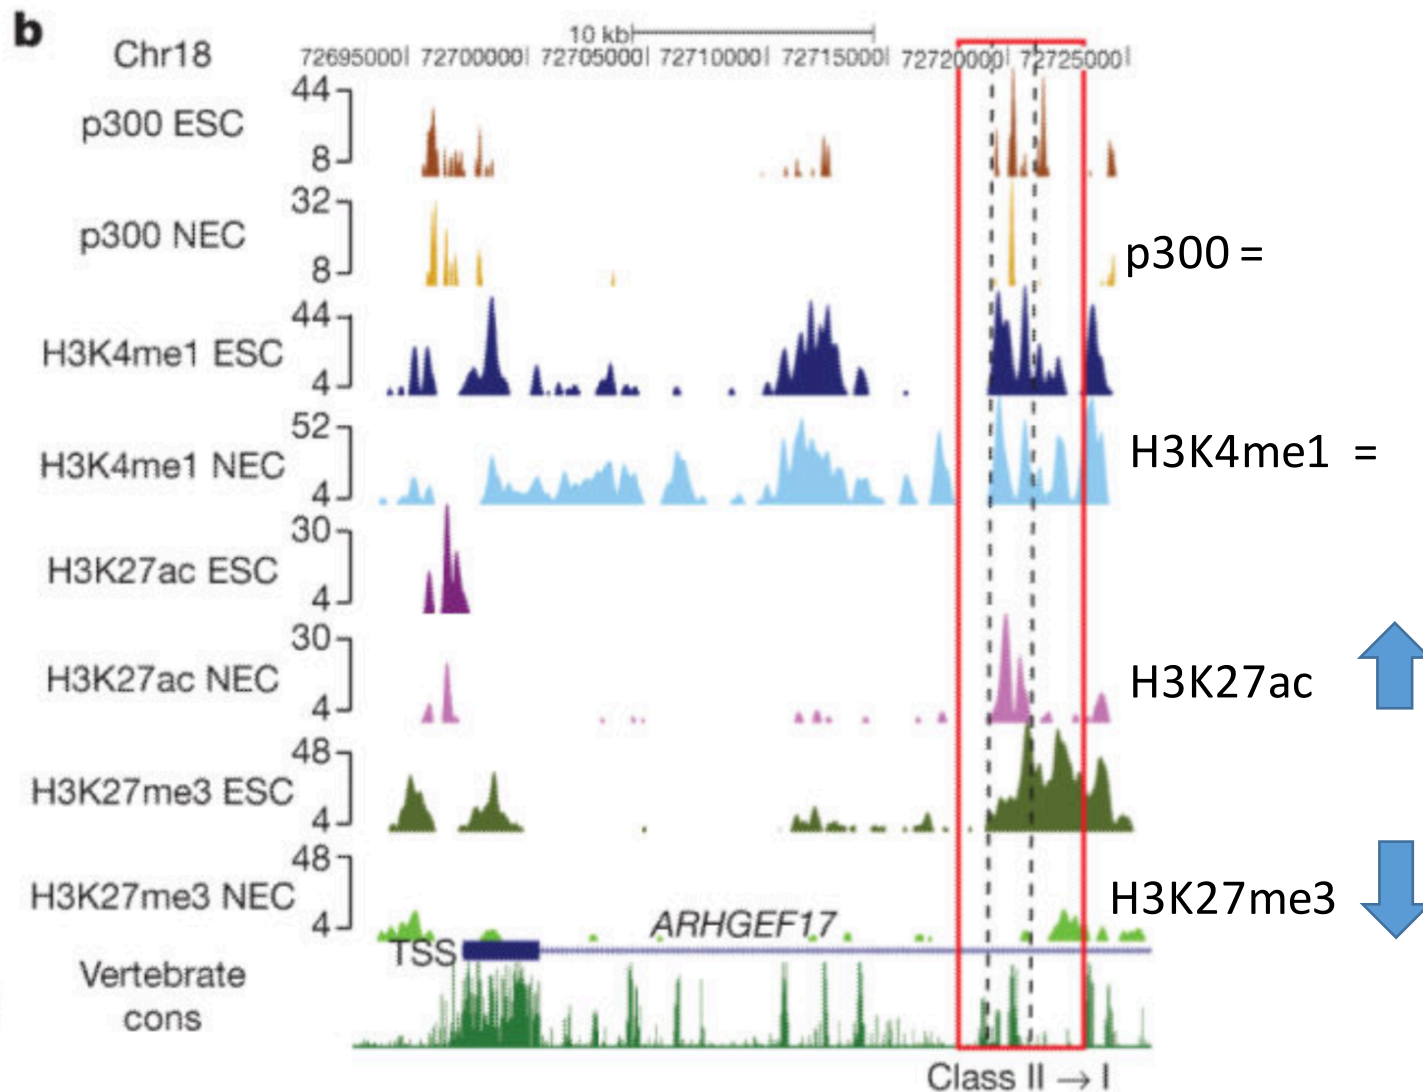 b
10 kb
Chr18
72695000| 72700000| 72705000| 72710000| 72715000| 72720000| 72725000|
44
p300 ESC
8
32
p300 NEC
8
p300 =
44
H3K4me1 ESC
4
52
H3K4me1 NEC
4
H3K4me1 =
30
H3K27ac ESC
4
30
H3K27ac NEC
4
H3K27ac
48
H3K27me3 ESC
4
48
H3K27me3 NEC
4
H3K27me3
ARHGEF17
TSS
Vertebrate
cons
Class II → I